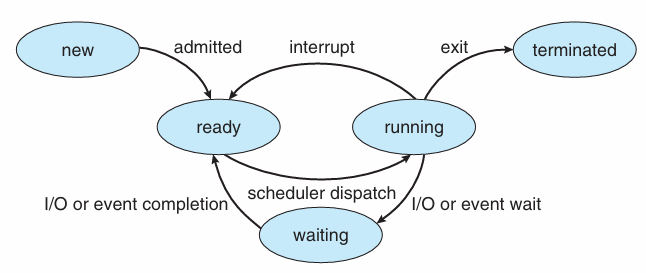 new
admitted
interrupt
exit
terminated
ready
running
scheduler dispatch
I/O or event completion
I/O or event wait
waiting